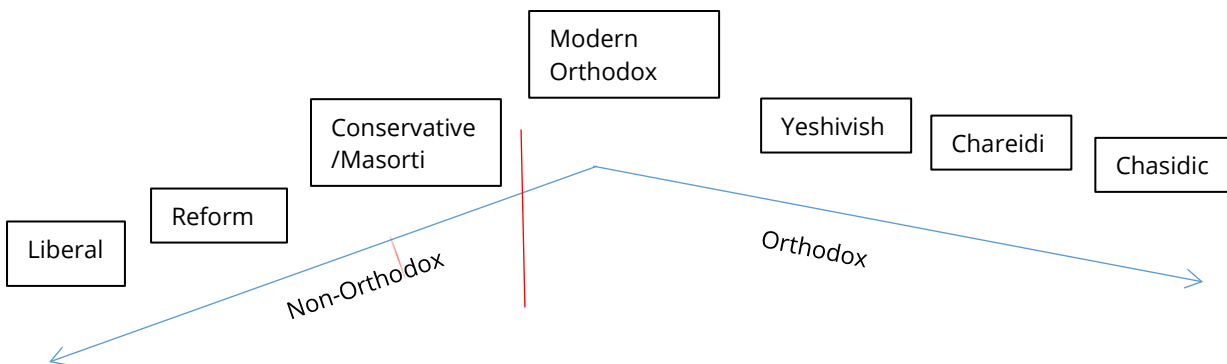 Modern
Orthodox
Conservative
/Masorti
Yeshivish
Chareidi
Chasidic
Reform
Liberal
Non-Orthodox
Orthodox